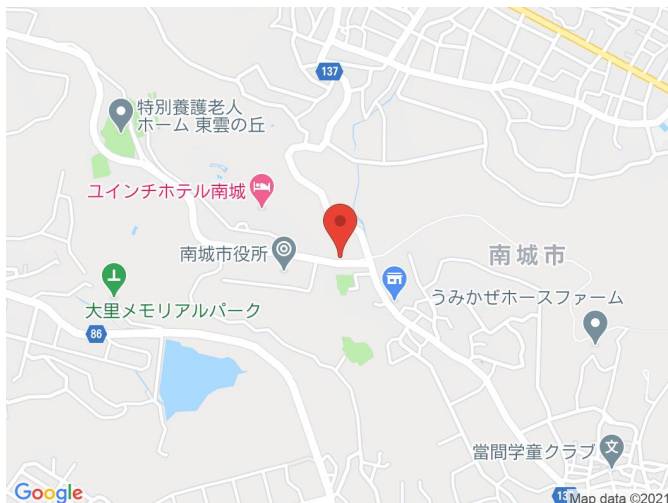 137
特別養護老人
ホーム 東雲の丘
ユインチホテル南城
南城市役所
南城市
うみかぜホースファーム
大里メモリアルパーク
86
當間学童クラブ
Google
Map data ©2021